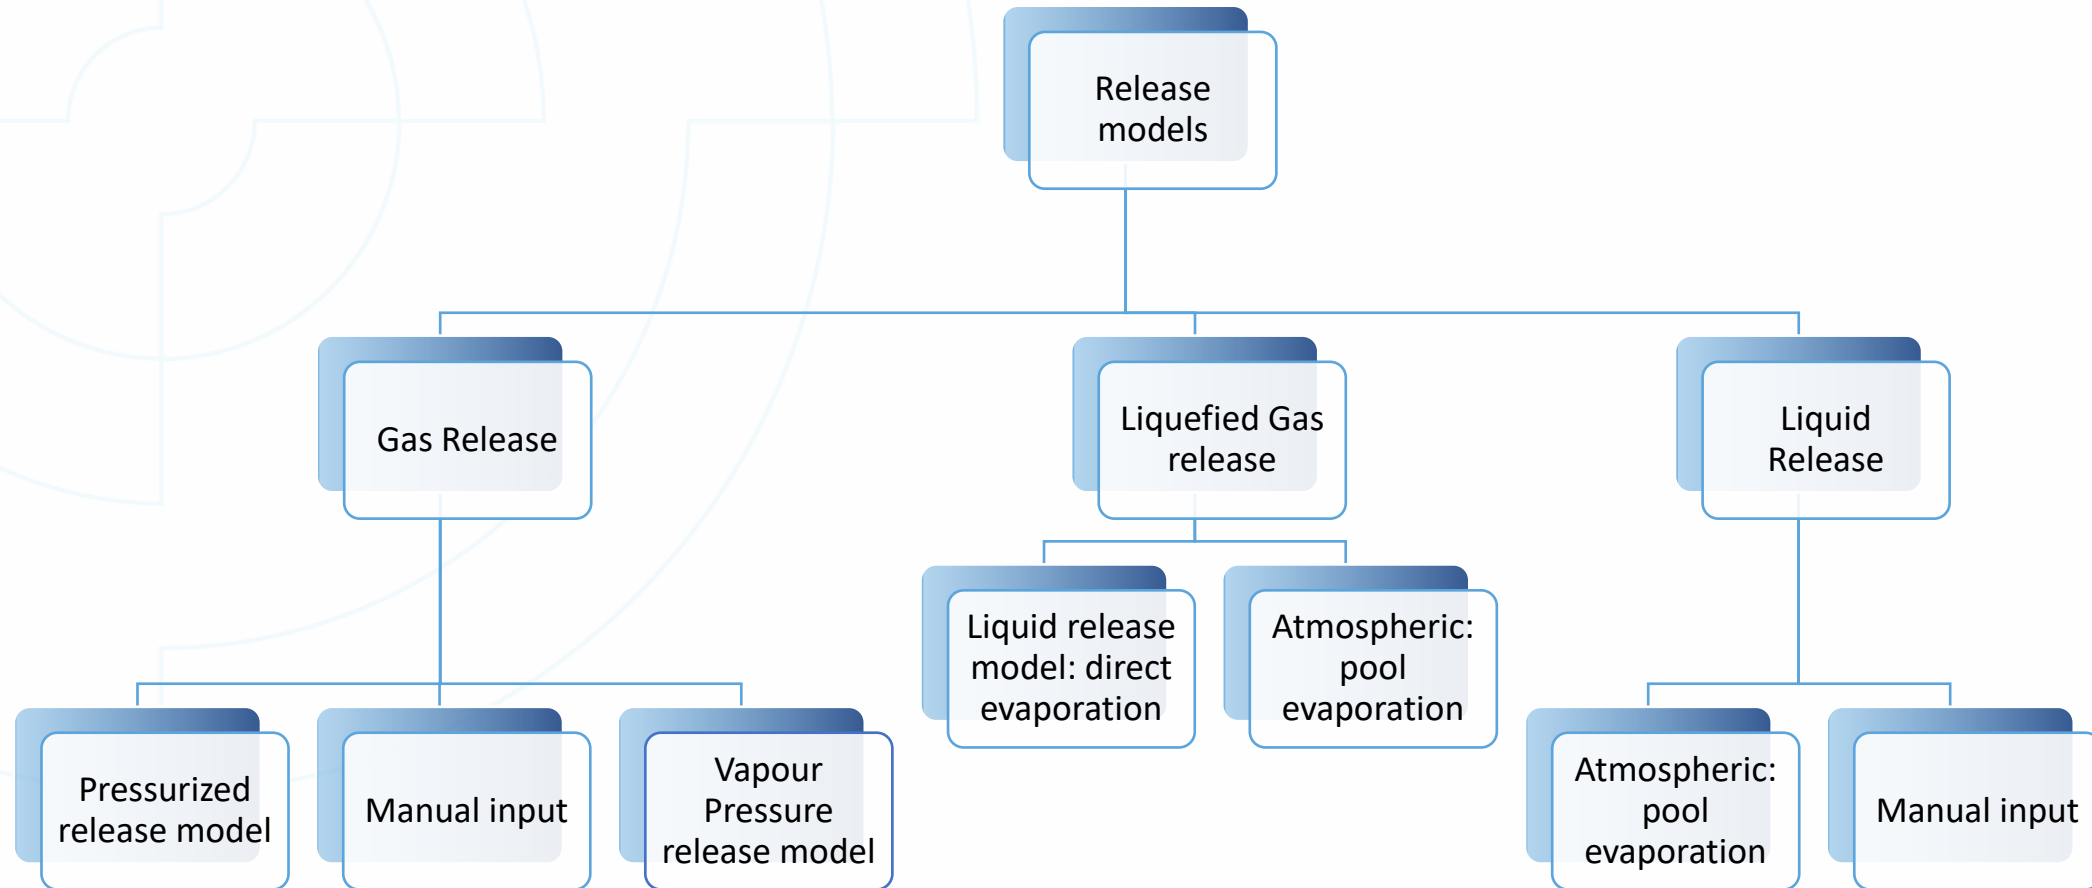 Release
models
Gas Release
Liquefied Gas
release
Liquid
Release
Liquid release
model: direct
evaporation
Atmospheric:
pool
evaporation
Pressurized
release model
Manual input
Vapour
Pressure
release model
Atmospheric:
pool
evaporation
Manual input